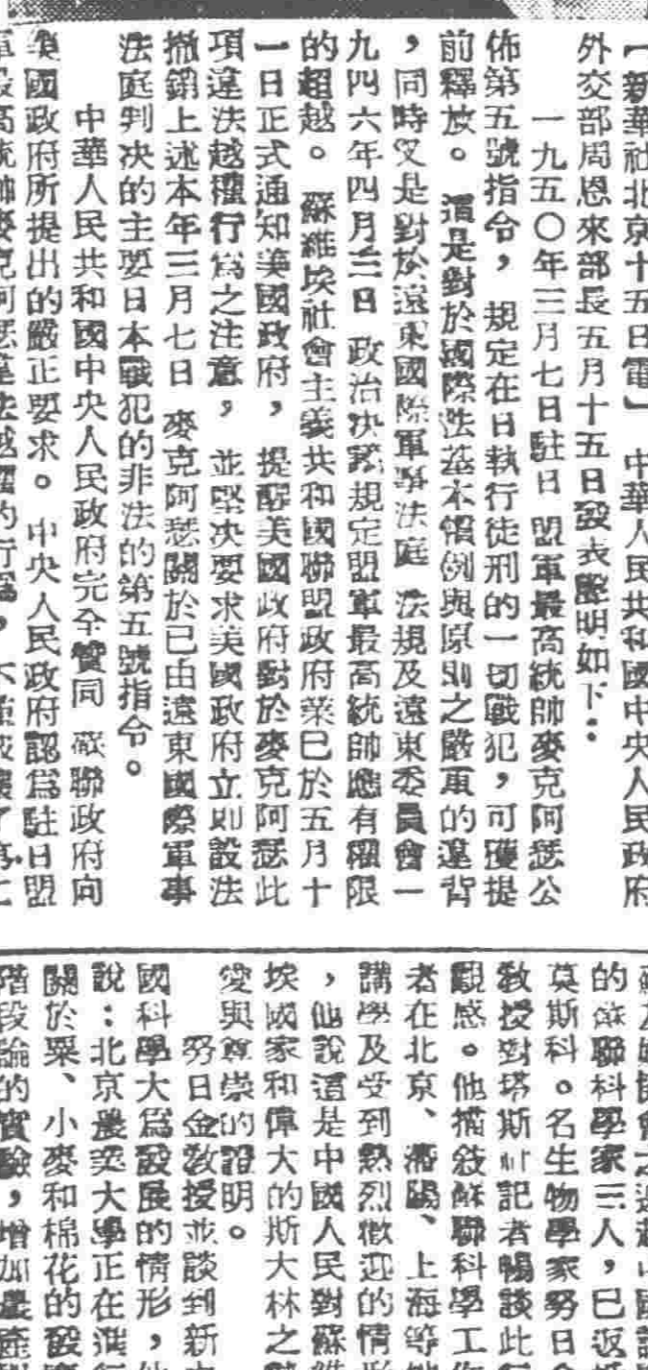 【新華社北京十五日電】 中華人民共和國中央人民政府
外交部周恩來部長五月十五日發表聲明如下：
一九五〇年三月七日駐日 盟軍最高統帥麥克阿瑟公
佈第五號指令， 規定在日執行徒刑的一切戰犯，可獲提
前釋放。 這是對於國際法基本慣例與原則之嚴重的違背
，同時又是對於遠東國際軍事法庭 法規及遠東委員會一
九四六年四月三日 政治決議規定盟軍最高統帥應有權限
的超越。 蘇維埃社會主義共和國聯盟政府業已於五月十
一日正式通知美國政府， 提醒美國政府對於麥克阿瑟此
項違法越權行爲之注意， 並堅决要求美國政府立則設法
撤銷上述本年三月七日 麥克阿瑟關於已由遠東國際軍事
法庭判决的主要日本戰犯的非法的第五號指令。
中華人民共和國中央人民政府完全贊同 蘇聯政府向
美國政府所提出的嚴正要求。 中央人民政府認爲駐日盟
軍最高統帥麥克阿瑟違法越權的行爲，
的蘇聯科學家三人，已返
莫斯科。名生物學家努日
教授對塔斯社記者暢談此
觀感。他描敍蘇聯科學工作
者在北京、瀋陽、上海等地
講學及受到熱烈歡迎的情形
，他說這是中國人民對蘇維
埃國家和偉大的斯大林之
愛與尊崇的證明。
努日金教授並談到新中
國科學大爲發展的情形，他
說：北京農業大學正在進行
關於粟、小麥和棉花的發育
階段論的實驗，增加農產